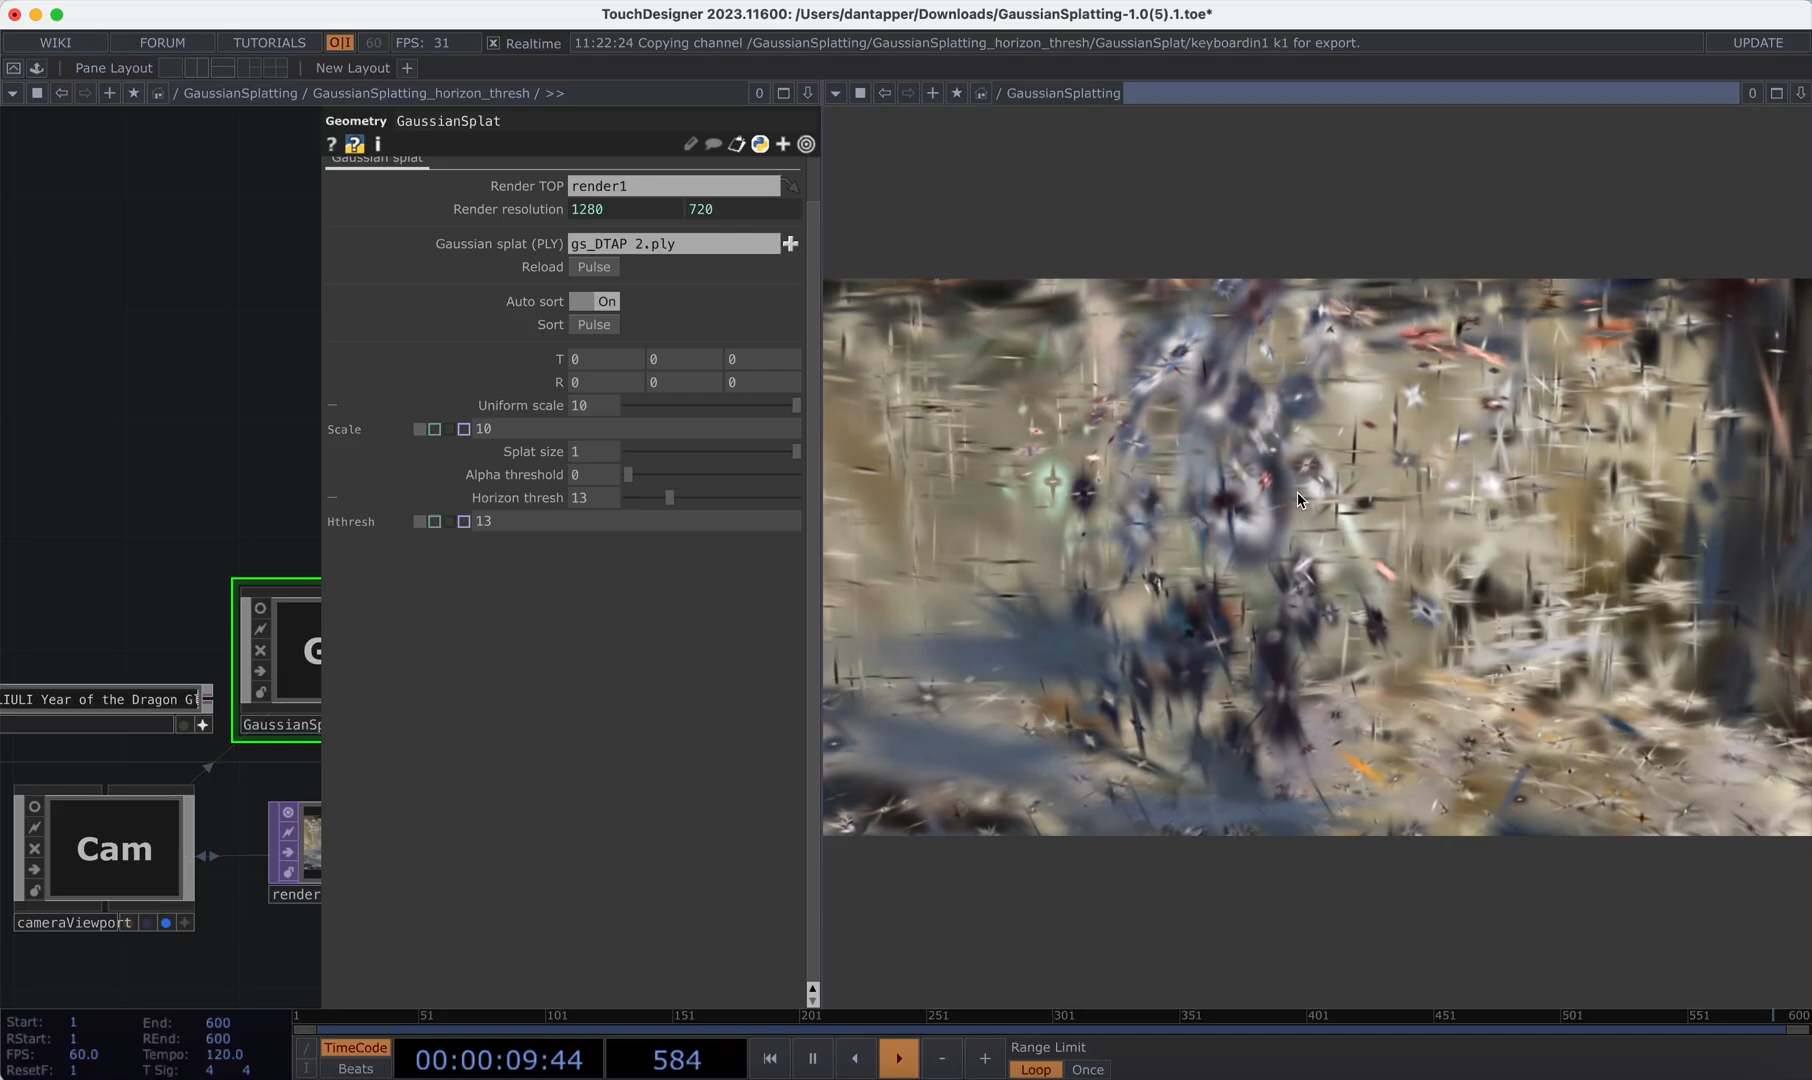 TouchDesigner 2023.11600: /Users/dantapper/Downloads/GaussianSplatting-1.0(5).1.toe*
WIKI FORUM TUTORIALS O|I 60 FPS: 31 Realtime 11:22:24 Copying channel /GaussianSplatting/GaussianSplatting_horizon_thresh/GaussianSplat/keyboardin1 k1 for export. UPDATE
Pane Layout New Layout +
/ GaussianSplatting / GaussianSplatting_horizon_thresh / >> 0
/ GaussianSplatting 0
Geometry GaussianSplat
? ? i
Gaussian splat
Render TOP render1
Render resolution 1280 720
Gaussian splat (PLY) gs_DTAP 2.ply
Reload Pulse
Auto sort On
Sort Pulse
T 0 0 0
R 0 0 0
Uniform scale 10
Scale 10
Splat size 1
Alpha threshold 0
Horizon thresh 13
Hthresh 13
LIULI Year of the Dragon
GaussianSp
Cam
cameraViewport
render
1 51 101 151 201 251 301 351 401 451 501 551 600
Start: 1 End: 600
RStart: 1 REnd: 600
FPS: 60.0 Tempo: 120.0
ResetF: 1 T Sig: 4 4
TimeCode
Beats
00:00:09:44
584
Range Limit
Loop Once